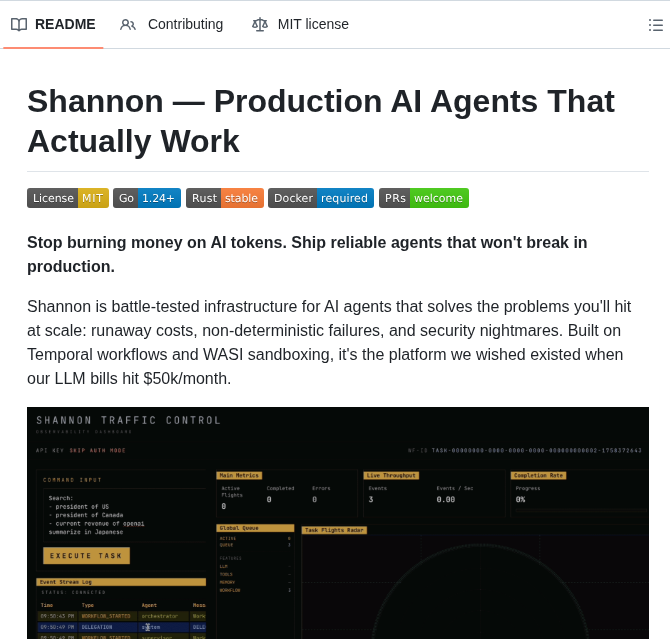 README Contributing MIT license
Shannon — Production AI Agents That
Actually Work
License MIT Go 1.24+ Rust stable Docker required PRs welcome
Stop burning money on AI tokens. Ship reliable agents that won't break in
production.
Shannon is battle-tested infrastructure for AI agents that solves the problems you'll hit
at scale: runaway costs, non-deterministic failures, and security nightmares. Built on
Temporal workflows and WASI sandboxing, it's the platform we wished existed when
our LLM bills hit $50k/month.
SHANNON TRAFFIC CONTROL
OBSERVABILITY DASHBOARD
API KEY SKIP AUTH MODE
COMMAND INPUT
Search:
- president of US
- president of Canada
- current revenue of openai
summarize in Japanese
EXECUTE TASK
Main Metrics
Active Flights Completed Errors
0 0 0
Live Throughput
Events Events / Sec
3 0.00
Completion Rate
Progress
0%
Global Queue
ACTIVE
QUEUE
FEATURES
LLM
TOOLS
MEMORY
WORKFLOW
Task Flights Radar
Event Stream Log
STATUS: CONNECTED
Time Type Agent
09:50:43 PM WORKFLOW_STARTED orchestrator
09:50:49 PM DELEGATION
WORKFLOW_STARTED